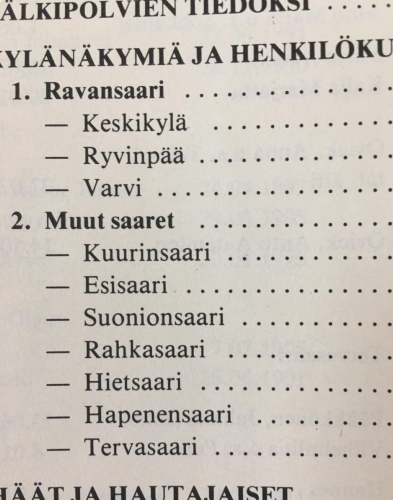 ÄLKIPOLVIEN TIEDOKSI . . . .
KYLÄNÄKYMIÄ JA HENKILÖKU
1. Ravansaari . . . . . . . . . . . . . .
— Keskikylä . . . . . . . . . . . . . .
— Ryvinpää . . . . . . . . . . . . . .
Varvi . . . . . . . . . . . . . . . . . .
2. Muut saaret . . . . . . . . . . . . . .
— Kuurinsaari . . . . . . . . . . . .
— Esisaari . . . . . . . . . . . . . . .
— Suonionsaari . . . . . . . . . . .
— Rahkasaari . . . . . . . . . . . .
— Hietsaari . . . . . . . . . . . . . .
— Hapenensaari . . . . . . . . . .
— Tervasaari . . . . . . . . . . . . .
HÄÄT JA HAUTAJAISET